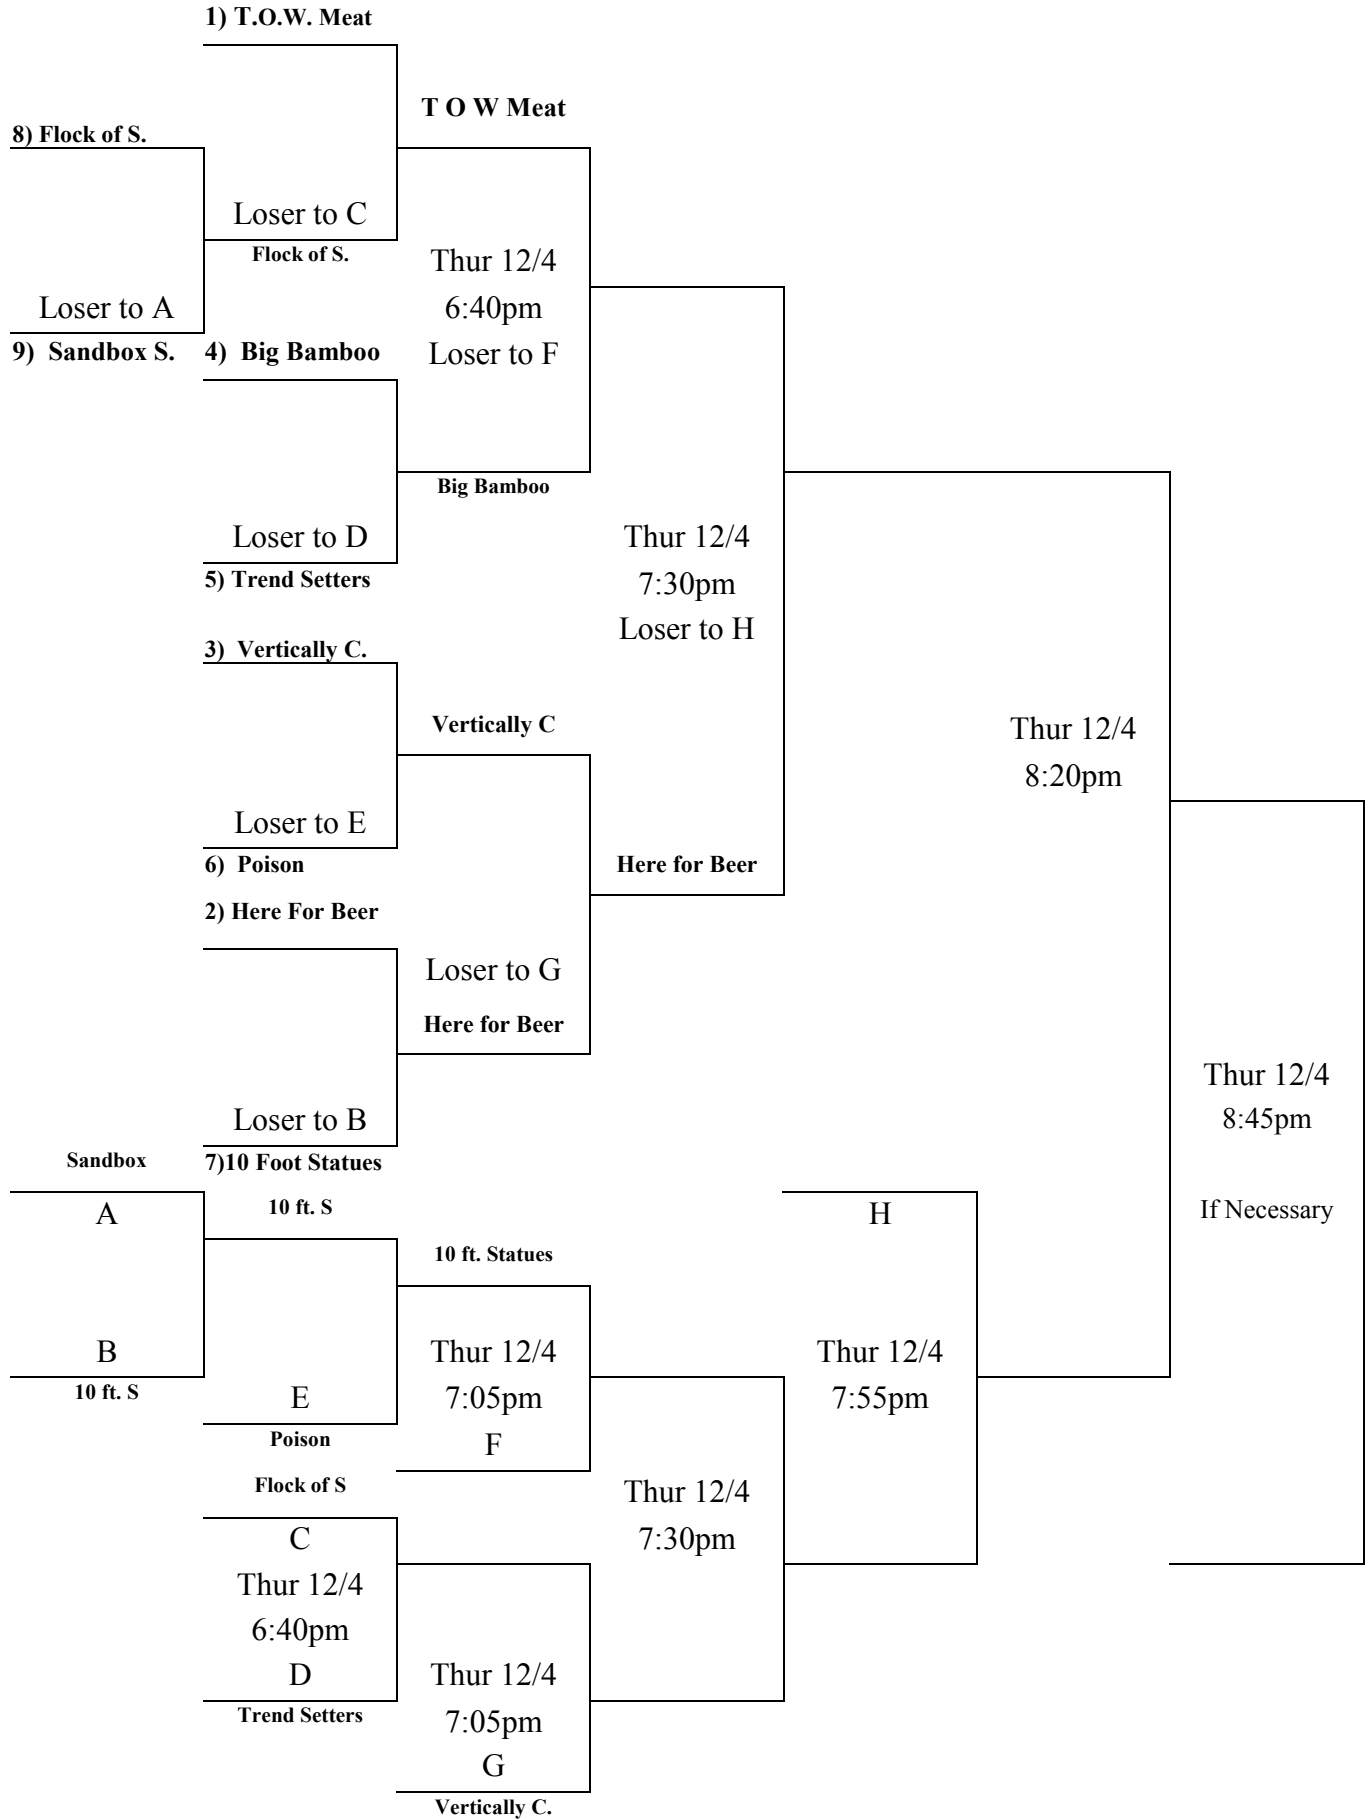 1) T.O.W. Meat
T O W Meat
8) Flock of S.
Loser to C
Flock of S.
Thur 12/4
6:40pm
Loser to F
Loser to A
9)  Sandbox S.
4)  Big Bamboo
Big Bamboo
Loser to D
5) Trend Setters
Thur 12/4
7:30pm
Loser to H
3)  Vertically C.
Vertically C
Thur 12/4
8:20pm
Loser to E
6)  Poison
Here for Beer
2) Here For Beer
Loser to G
Here for Beer
Thur 12/4
8:45pm
If Necessary
Loser to B
7)10 Foot Statues
Sandbox
A
10 ft. S
10 ft. Statues
H
B
10 ft. S
E
Poison
Thur 12/4
7:05pm
F
Thur 12/4
7:55pm
Flock of S
C
Thur 12/4
6:40pm
D
Trend Setters
Thur 12/4
7:30pm
Thur 12/4
7:05pm
G
Vertically C.